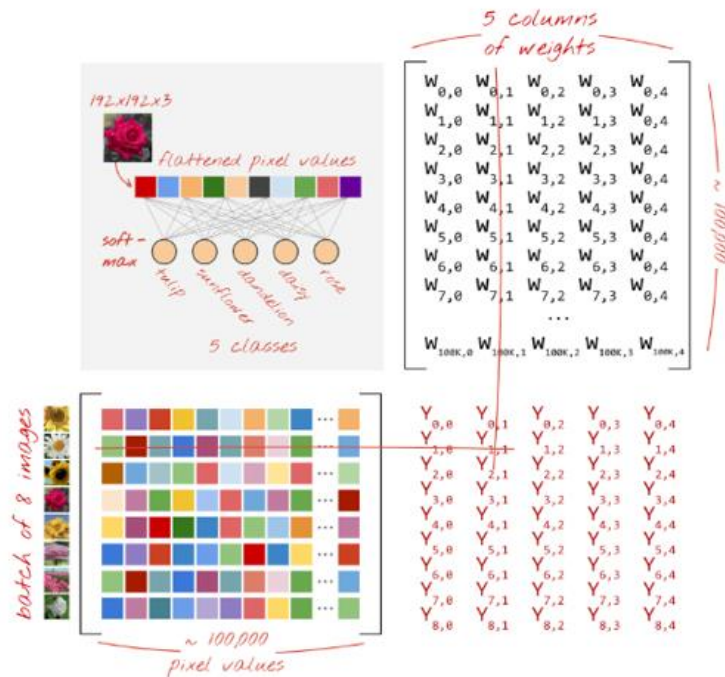 5 columns
of weights
192x192x3
flattened pixel values
soft-
max
tulip
sunflower
dandelion
daisy
rose
5 classes
W0,0 W0,1 W0,2 W0,3 W0,4
W1,0 W1,1 W1,2 W1,3 W0,4
W2,0 W2,1 W2,2 W2,3 W0,4
W3,0 W3,1 W3,2 W3,3 W0,4
W4,0 W4,1 W4,2 W4,3 W0,4
W5,0 W5,1 W5,2 W5,3 W0,4
W6,0 W6,1 W6,2 W6,3 W0,4
W7,0 W7,1 W7,2 W7,3 W0,4
...
W100K,0 W100K,1 W100K,2 W100K,3 W100K,4
~ 100,000
batch of 8 images
...
...
...
...
...
...
...
...
~ 100,000
pixel values
Y0,0 Y0,1 Y0,2 Y0,3 Y0,4
Y1,0 Y1,1 Y1,2 Y1,3 Y1,4
Y2,0 Y2,1 Y2,2 Y2,3 Y2,4
Y3,0 Y3,1 Y3,2 Y3,3 Y3,4
Y4,0 Y4,1 Y4,2 Y4,3 Y4,4
Y5,0 Y5,1 Y5,2 Y5,3 Y5,4
Y6,0 Y6,1 Y6,2 Y6,3 Y6,4
Y7,0 Y7,1 Y7,2 Y7,3 Y7,4
Y8,0 Y8,1 Y8,2 Y8,3 Y8,4